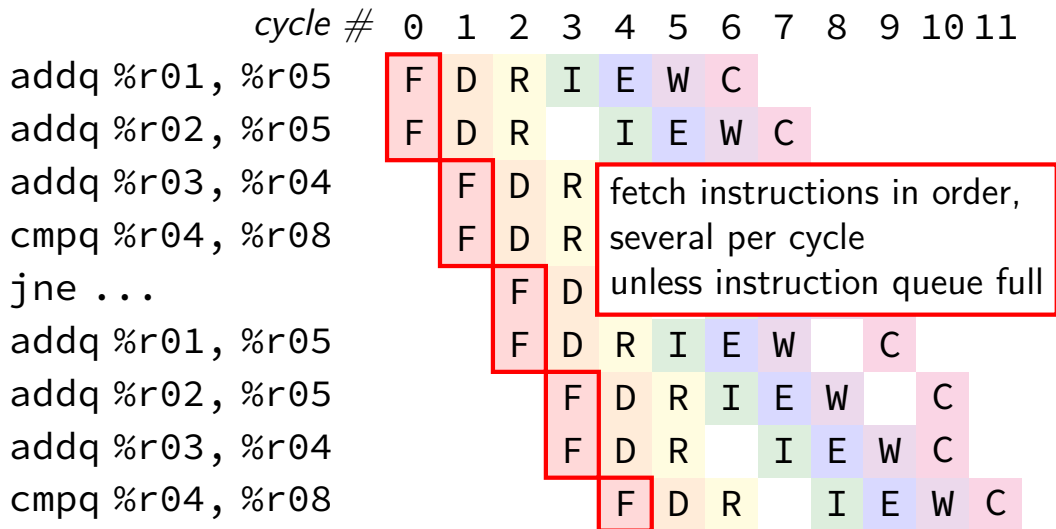 cycle # 0 1 2 3 4 5 6 7 8 9 10 11
addq %r01, %r05 F D R I E W C
addq %r02, %r05 F D R I E W C
addq %r03, %r04 F D R
cmpq %r04, %r08 F D R
jne ... F D
fetch instructions in order,
several per cycle
unless instruction queue full
addq %r01, %r05 F D R I E W C
addq %r02, %r05 F D R I E W C
addq %r03, %r04 F D R I E W C
cmpq %r04, %r08 F D R I E W C